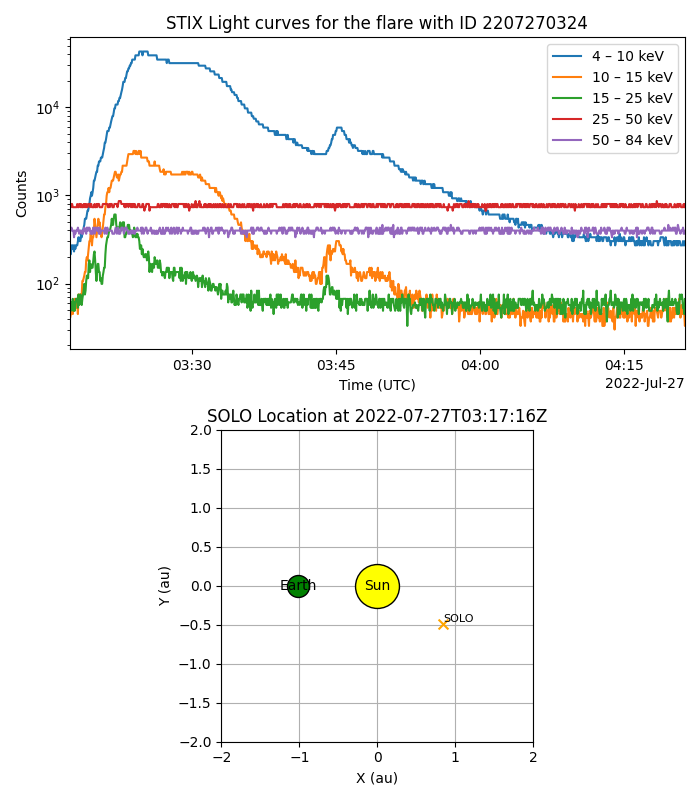 STIX Light curves for the flare with ID 2207270324
4 – 10 keV
10 – 15 keV
15 – 25 keV
25 – 50 keV
50 – 84 keV
Counts
10⁴
10³
10²
03:30 03:45 04:00 04:15
Time (UTC)
2022-Jul-27
SOLO Location at 2022-07-27T03:17:16Z
2.0
1.5
1.0
0.5
0.0
−0.5
−1.0
−1.5
−2.0
Y (au)
Earth
Sun
SOLO
−2 −1 0 1 2
X (au)